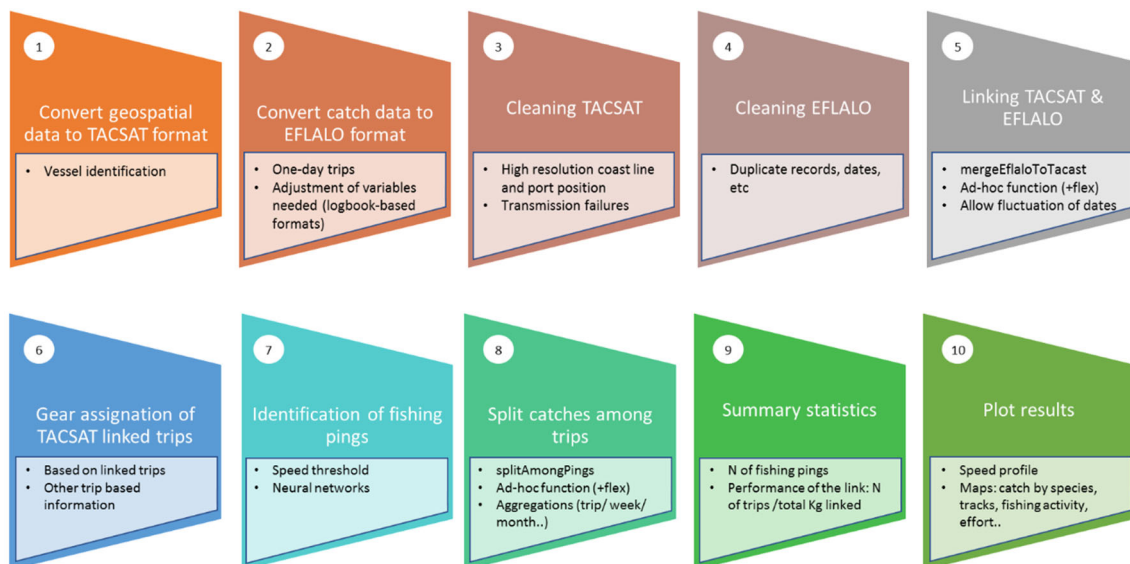 1
Convert geospatial
data to TACSAT format
• Vessel identification
2
Convert catch data to
EFLALO format
• One-day trips
• Adjustment of variables
needed (logbook-based
formats)
3
Cleaning TACSAT
• High resolution coast line
and port position
• Transmission failures
4
Cleaning EFLALO
• Duplicate records, dates,
etc
5
Linking TACSAT &
EFLALO
• mergeEflaloToTacast
• Ad-hoc function (+flex)
• Allow fluctuation of dates
6
Gear assignation of
TACSAT linked trips
• Based on linked trips
• Other trip based
information
7
Identification of fishing
pings
• Speed threshold
• Neural networks
8
Split catches among
trips
• splitAmongPings
• Ad-hoc function (+flex)
• Aggregations (trip/ week/
month..)
9
Summary statistics
• N of fishing pings
• Performance of the link: N
of trips /total Kg linked
10
Plot results
• Speed profile
• Maps: catch by species,
tracks, fishing activity,
effort..